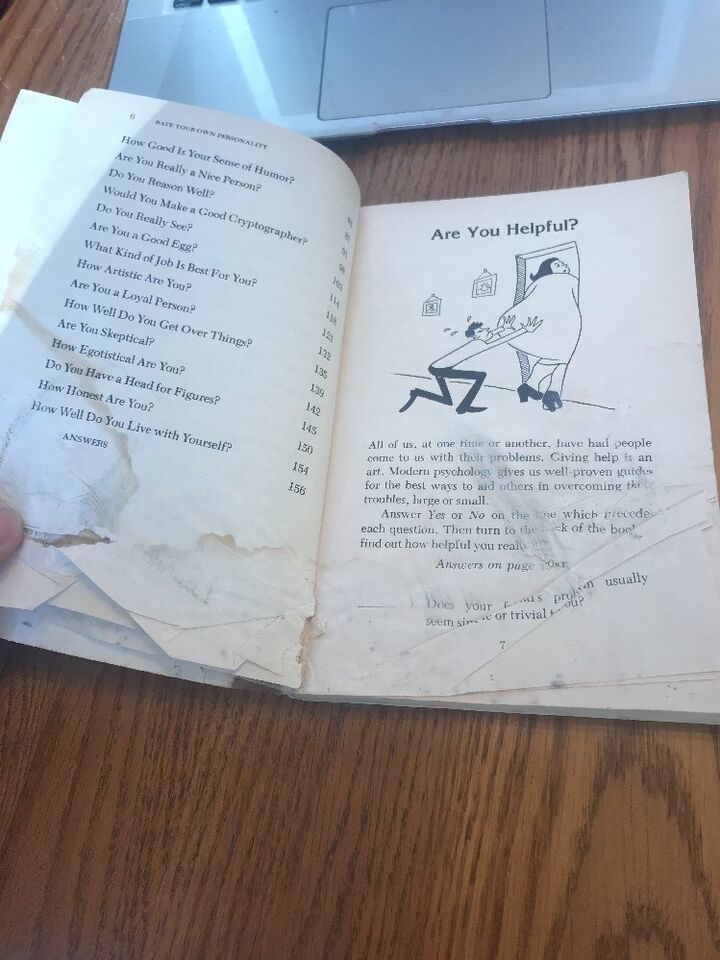 6 RATE YOUR OWN PERSONALITY
How Good Is Your Sense of Humor?
Are You Really a Nice Person?
Do You Reason Well? 91
Would You Make a Good Cryptographer? 98
Do You Really See? 103
Are You a Good Egg? 114
What Kind of Job Is Best For You? 118
How Artistic Are You? 121
Are You a Loyal Person? 132
How Well Do You Get Over Things? 135
Are You Skeptical? 139
How Egotistical Are You? 142
Do You Have a Head for Figures? 145
How Honest Are You? 150
How Well Do You Live with Yourself? 154
ANSWERS 156
Are You Helpful?
All of us, at one time or another, have had people
come to us with their problems. Giving help is an
art. Modern psychology gives us well-proven guides
for the best ways to aid others in overcoming their
troubles, large or small.
Answer Yes or No on the line which precedes
each question. Then turn to the back of the book
find out how helpful you really
Answers on page
Does your usually
seem or trivial
7